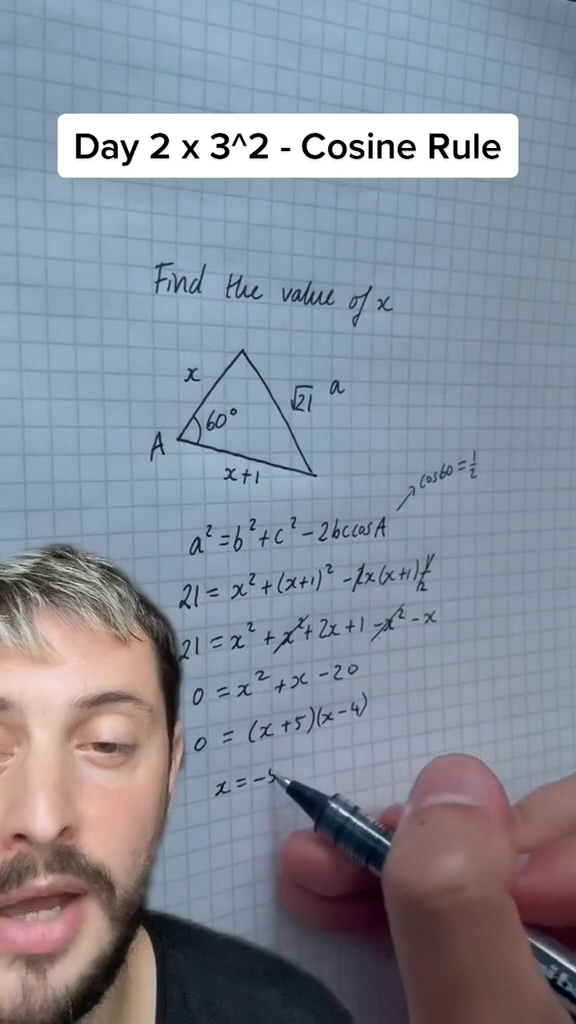 Day 2 x 3^2 - Cosine Rule
Find the value of x
x
√21 a
60°
A
x+1
cos60 = 1/2
a² = b² + c² - 2bccosA
21 = x² + (x+1)² - 2x(x+1)1/2
21 = x² + x² + 2x + 1 - x² - x
0 = x² + x - 20
0 = (x+5)(x-4)
x = -5